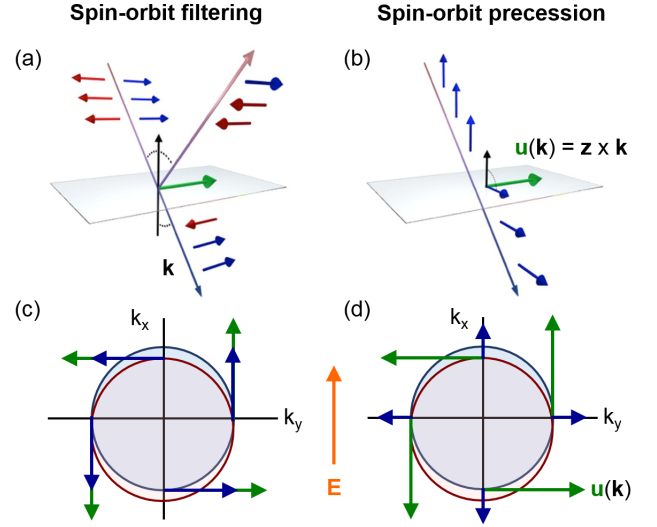 Spin-orbit filtering
Spin-orbit precession
(a)
(b)
u(k) = z x k
k
(c)
(d)
kx
kx
ky
ky
E
u(k)